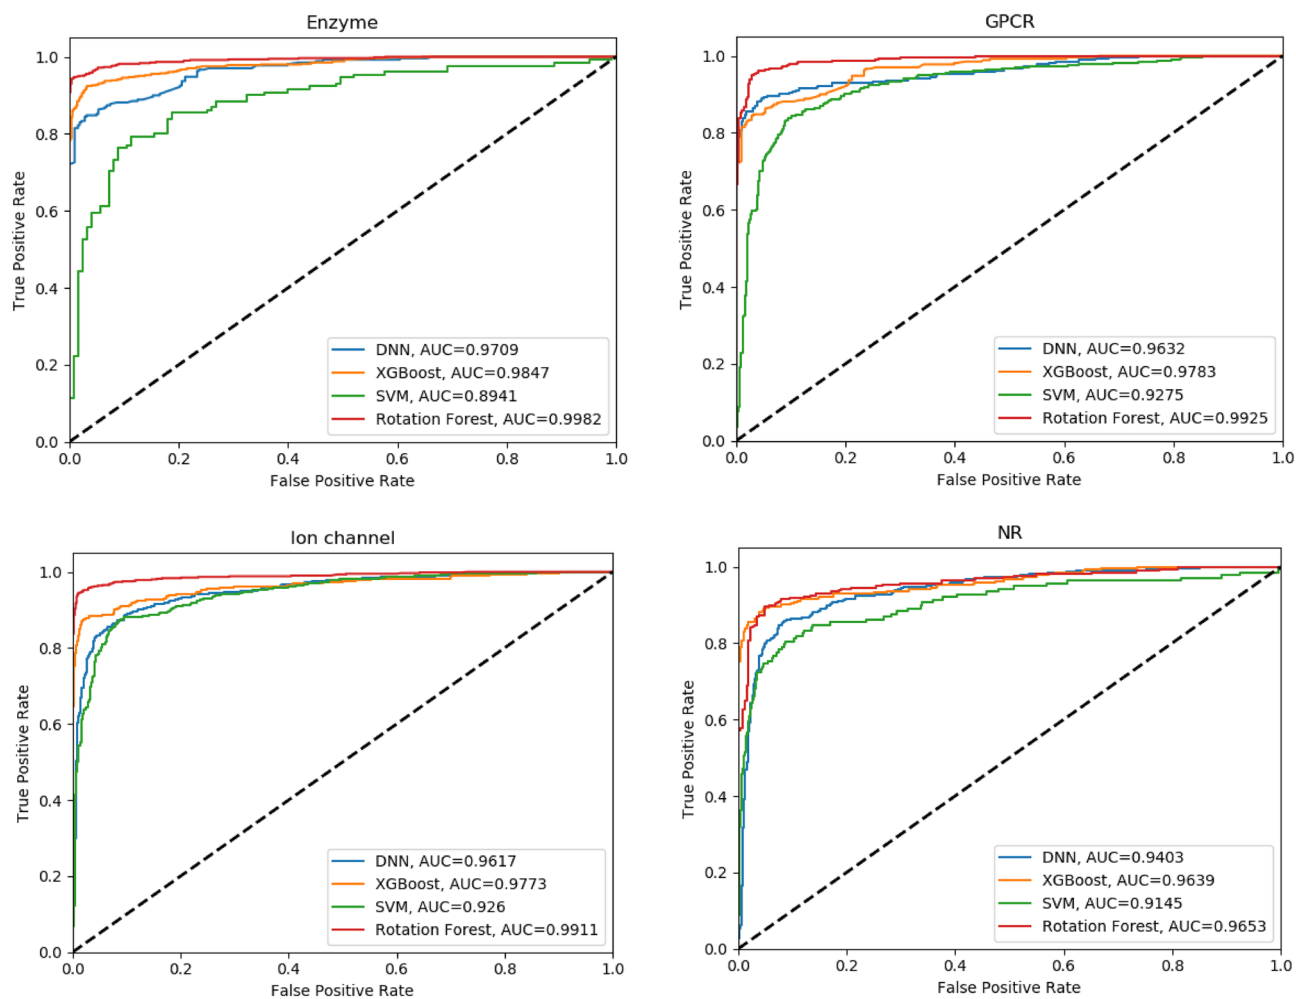 Enzyme
True Positive Rate
1.0
0.8
0.6
0.4
0.2
0.0
DNN, AUC=0.9709
XGBoost, AUC=0.9847
SVM, AUC=0.8941
Rotation Forest, AUC=0.9982
0.0 0.2 0.4 0.6 0.8 1.0
False Positive Rate
GPCR
True Positive Rate
1.0
0.8
0.6
0.4
0.2
0.0
DNN, AUC=0.9632
XGBoost, AUC=0.9783
SVM, AUC=0.9275
Rotation Forest, AUC=0.9925
0.0 0.2 0.4 0.6 0.8 1.0
False Positive Rate
Ion channel
True Positive Rate
1.0
0.8
0.6
0.4
0.2
0.0
DNN, AUC=0.9617
XGBoost, AUC=0.9773
SVM, AUC=0.926
Rotation Forest, AUC=0.9911
0.0 0.2 0.4 0.6 0.8 1.0
False Positive Rate
NR
True Positive Rate
1.0
0.8
0.6
0.4
0.2
0.0
DNN, AUC=0.9403
XGBoost, AUC=0.9639
SVM, AUC=0.9145
Rotation Forest, AUC=0.9653
0.0 0.2 0.4 0.6 0.8 1.0
False Positive Rate